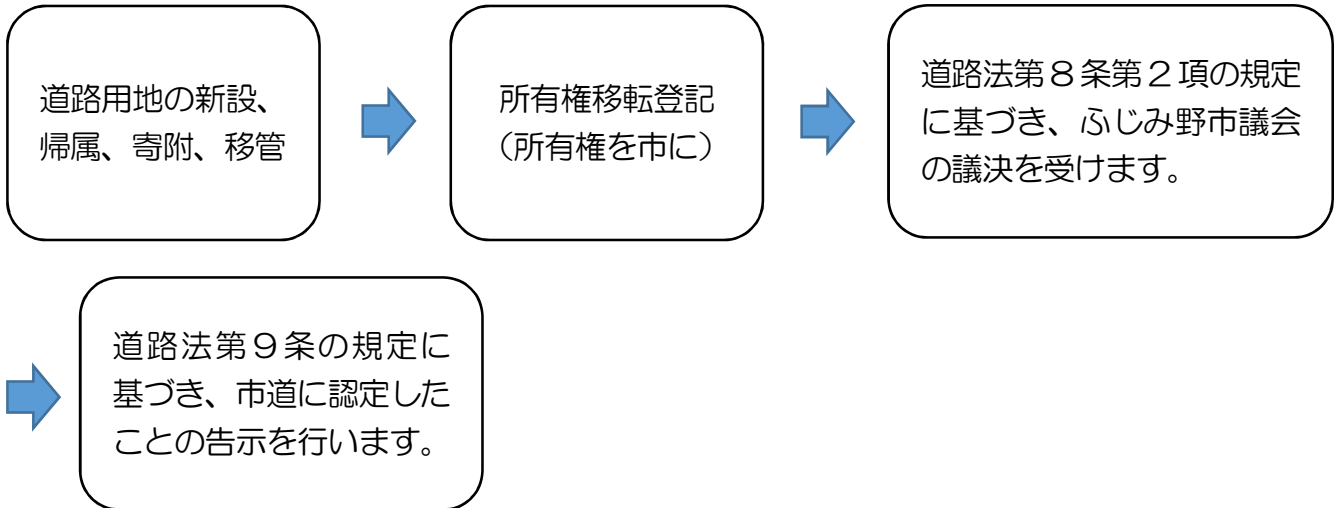 道路用地の新設、
帰属、寄附、移管
所有権移転登記
（所有権を市に）
道路法第８条第２項の規定
に基づき、ふじみ野市議会
の議決を受けます。
道路法第９条の規定に
基づき、市道に認定した
ことの告示を行います。